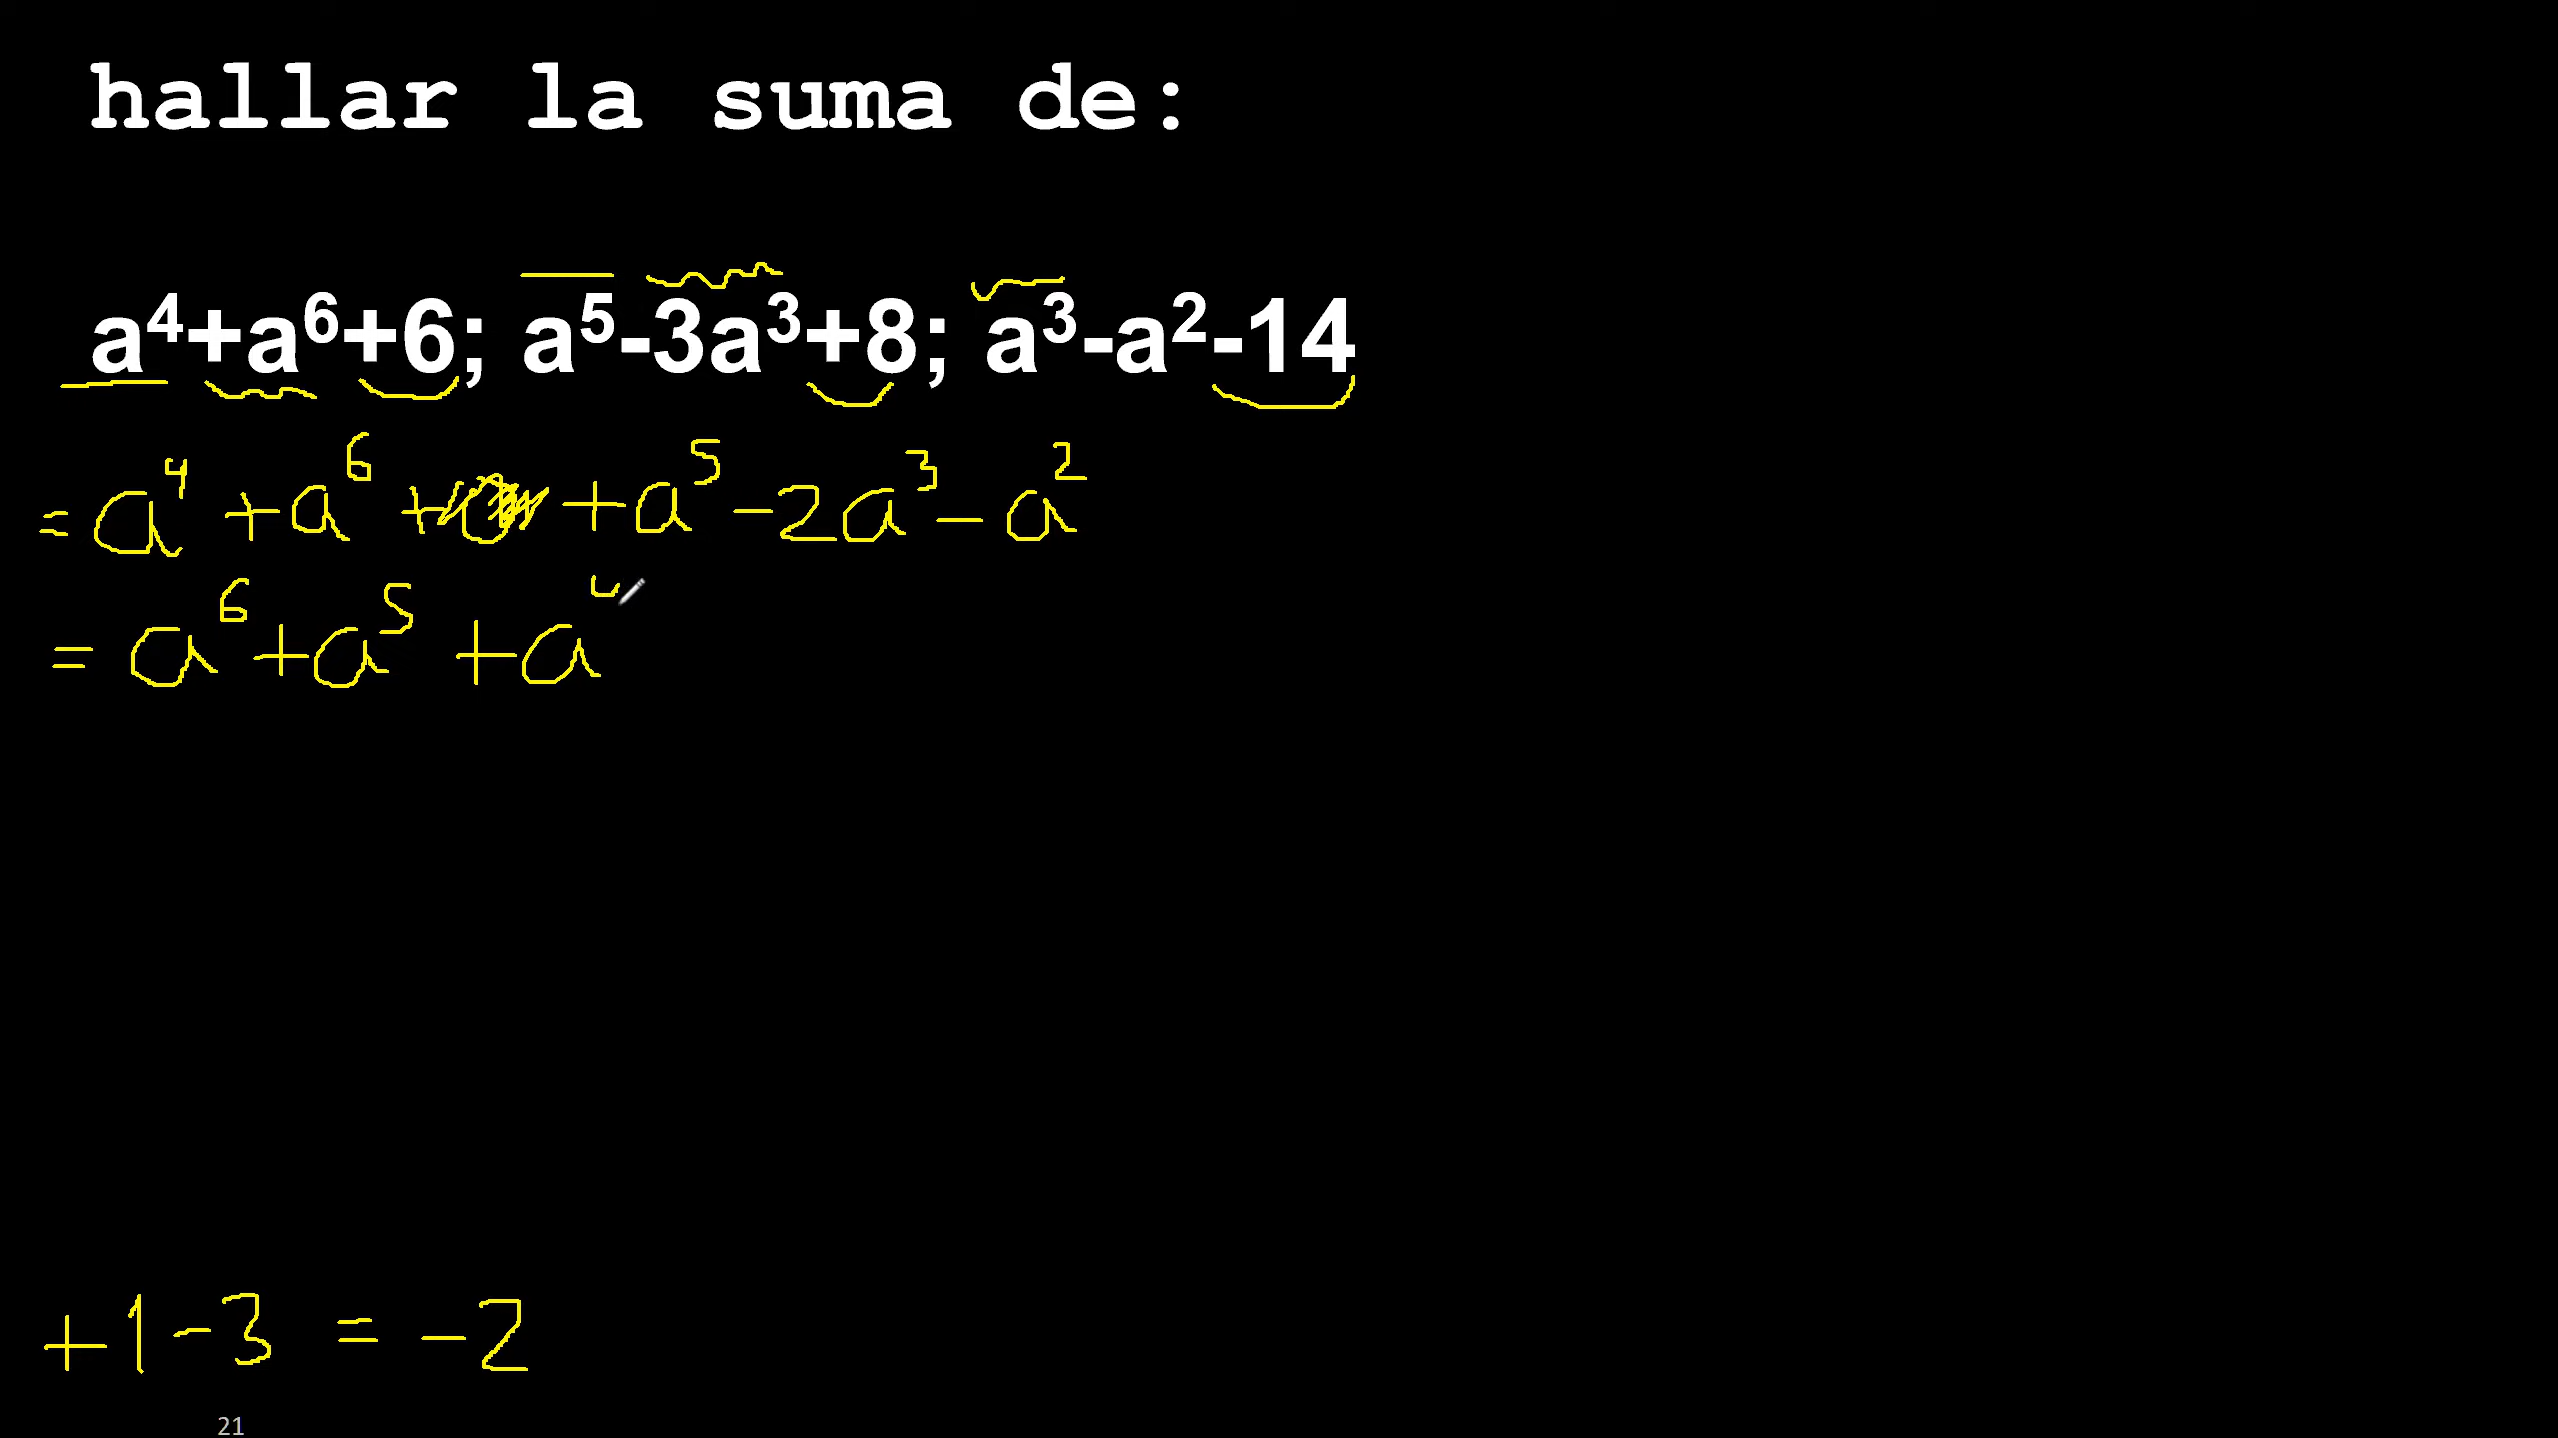 hallar la suma de:
a⁴+a⁶+6; a⁵-3a³+8; a³-a²-14
= a⁴ + a⁶ + + a⁵ - 2a³ - a²
= a⁶ + a⁵ + a⁴
+1 - 3 = -2
21